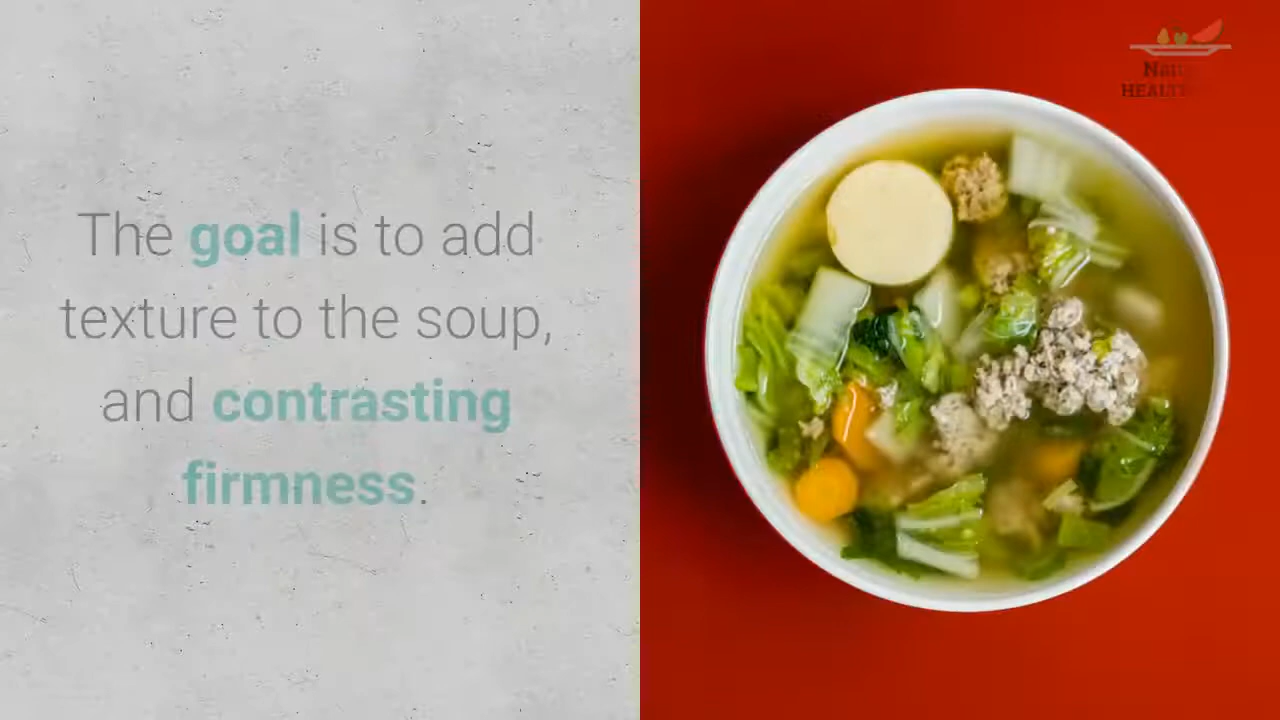 The goal is to add
texture to the soup,
and contrasting
firmness.